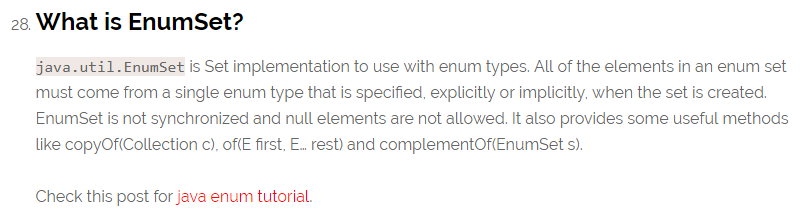 28. What is EnumSet?
java.util.EnumSet is Set implementation to use with enum types. All of the elements in an enum set
must come from a single enum type that is specified, explicitly or implicitly, when the set is created.
EnumSet is not synchronized and null elements are not allowed. It also provides some useful methods
like copyOf(Collection c), of(E first, E… rest) and complementOf(EnumSet s).
Check this post for java enum tutorial.